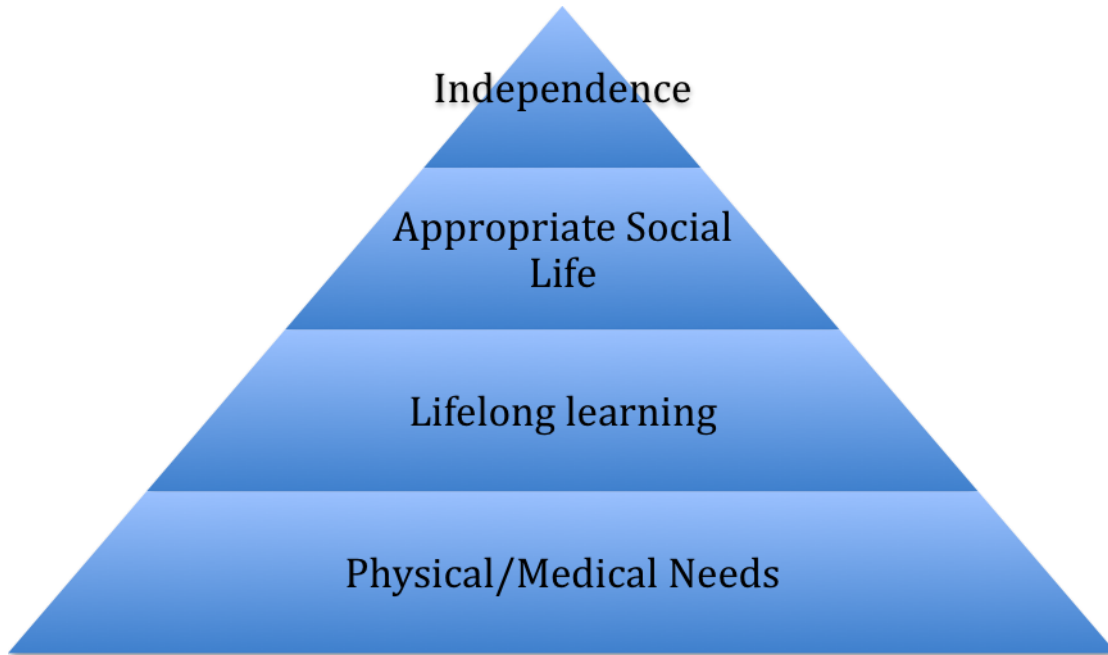 Independence
Appropriate Social
Life
Lifelong learning
Physical/Medical Needs